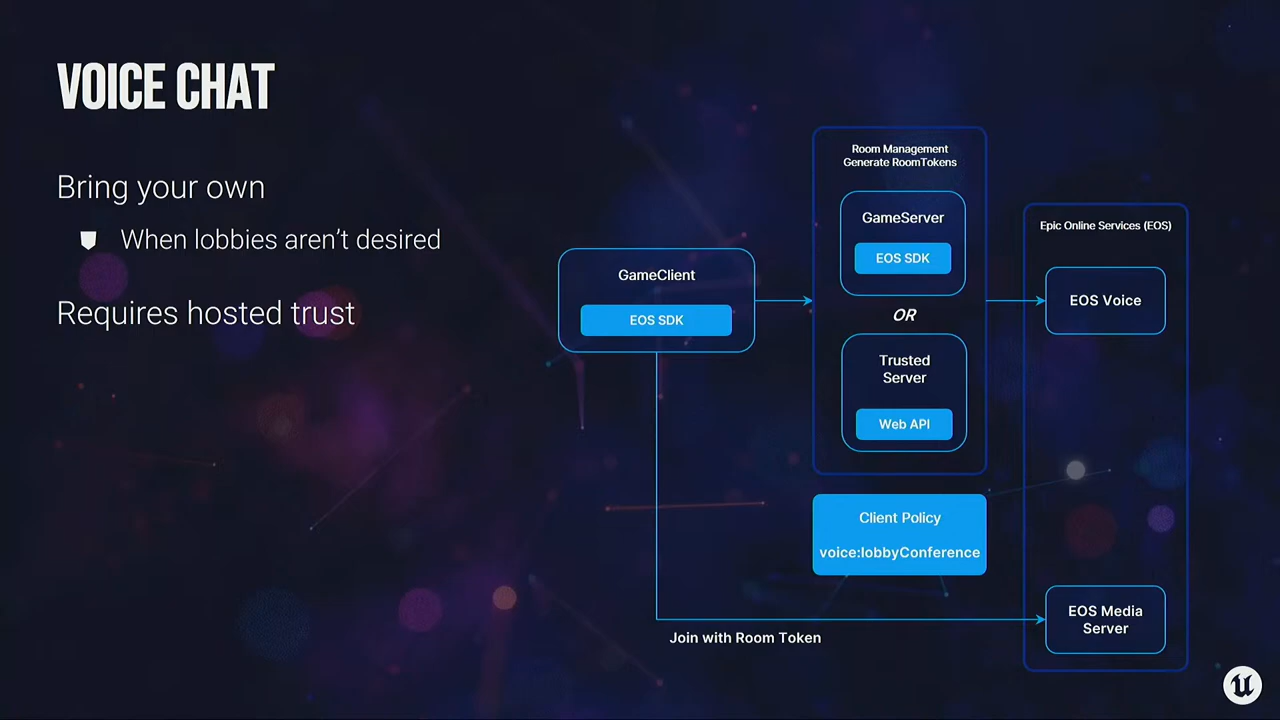 VOICE CHAT
Bring your own
When lobbies aren't desired
Requires hosted trust
GameClient
EOS SDK
Room Management
Generate RoomTokens
GameServer
EOS SDK
OR
Trusted
Server
Web API
Client Policy
voice:lobbyConference
Epic Online Services (EOS)
EOS Voice
EOS Media
Server
Join with Room Token